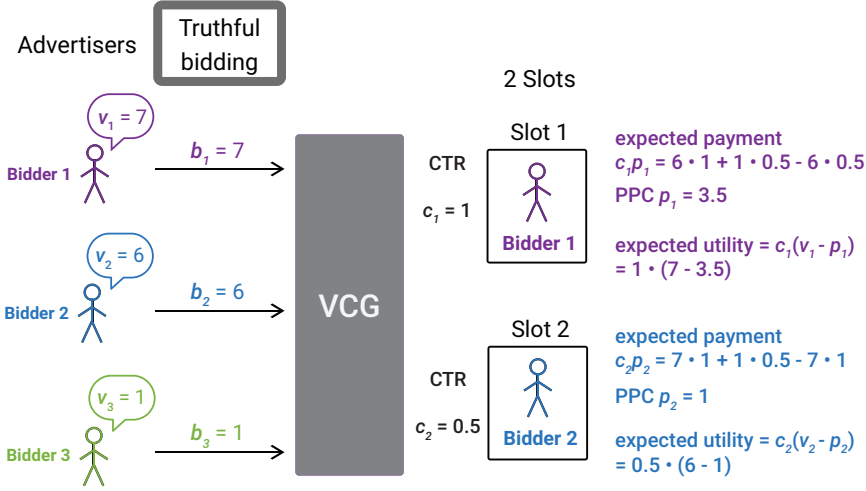 Advertisers
Truthful
bidding
2 Slots
v₁ = 7
Bidder 1
b₁ = 7
v₂ = 6
Bidder 2
b₂ = 6
v₃ = 1
Bidder 3
b₃ = 1
VCG
CTR
c₁ = 1
Slot 1
Bidder 1
expected payment
c₁p₁ = 6 • 1 + 1 • 0.5 - 6 • 0.5
PPC p₁ = 3.5
expected utility = c₁(v₁ - p₁)
= 1 • (7 - 3.5)
CTR
c₂ = 0.5
Slot 2
Bidder 2
expected payment
c₂p₂ = 7 • 1 + 1 • 0.5 - 7 • 1
PPC p₂ = 1
expected utility = c₂(v₂ - p₂)
= 0.5 • (6 - 1)